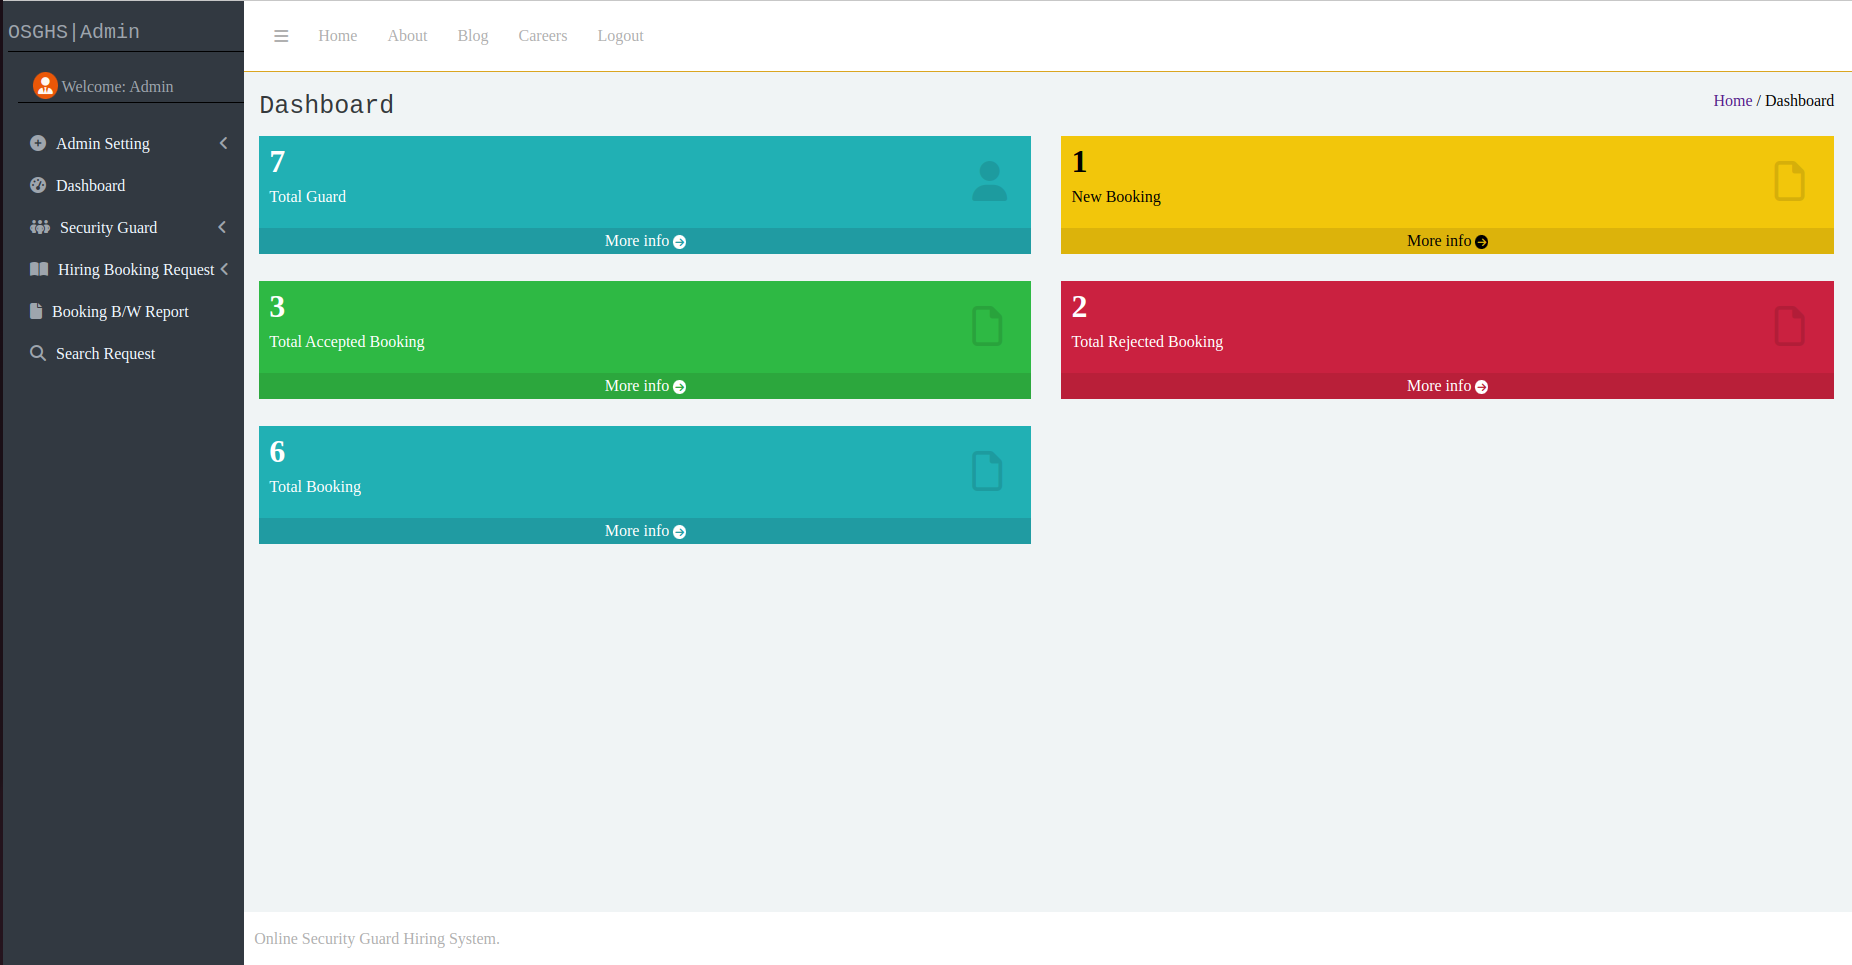 OSGHS|Admin
Welcome: Admin
Admin Setting
Dashboard
Security Guard
Hiring Booking Request
Booking B/W Report
Search Request
Home About Blog Careers Logout
Dashboard
Home / Dashboard
7
Total Guard
More info
1
New Booking
More info
3
Total Accepted Booking
More info
2
Total Rejected Booking
More info
6
Total Booking
More info
Online Security Guard Hiring System.